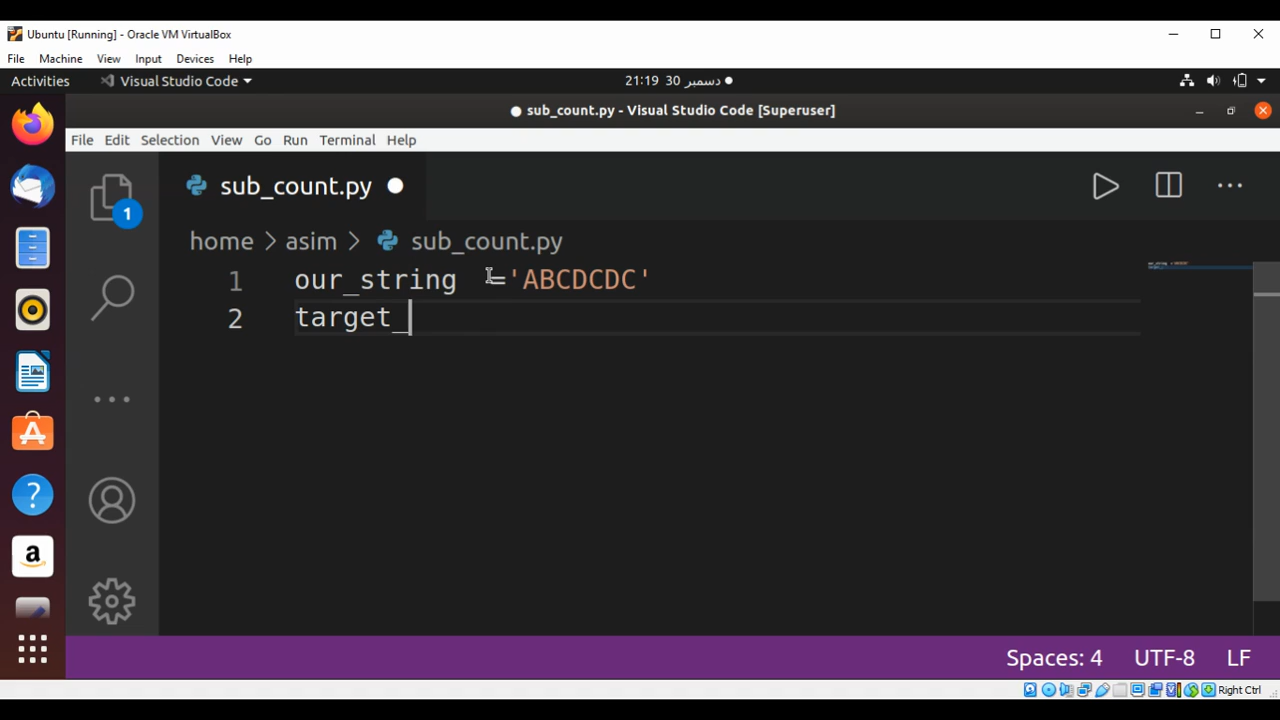 Ubuntu [Running] - Oracle VM VirtualBox
File Machine View Input Devices Help
Activities Visual Studio Code 21:19 30 دسمبر
sub_count.py - Visual Studio Code [Superuser]
File Edit Selection View Go Run Terminal Help
sub_count.py
1
home > asim > sub_count.py
1 our_string ='ABCDCDC'
2 target_
Spaces: 4 UTF-8 LF
Right Ctrl